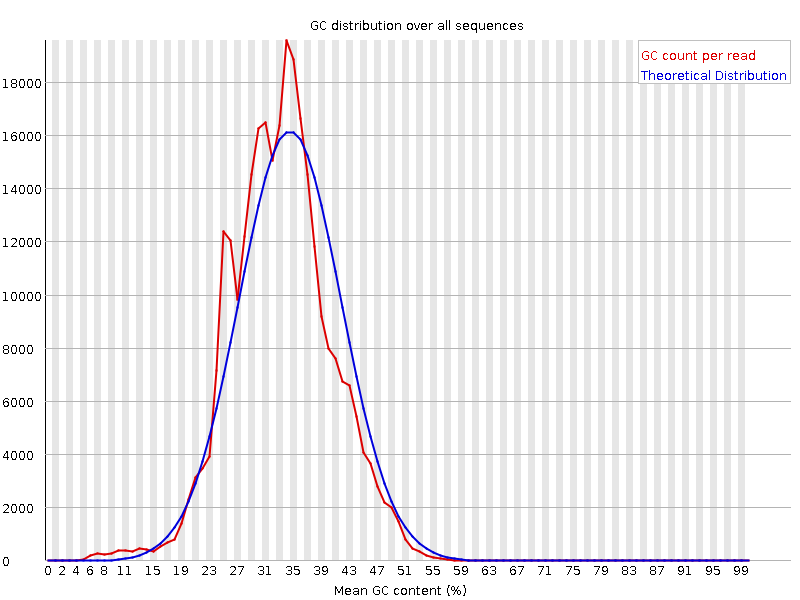 GC distribution over all sequences
GC count per read
Theoretical Distribution
18000
16000
14000
12000
10000
8000
6000
4000
2000
0
0 2 4 6 8 11 15 19 23 27 31 35 39 43 47 51 55 59 63 67 71 75 79 83 87 91 95 99
Mean GC content (%)